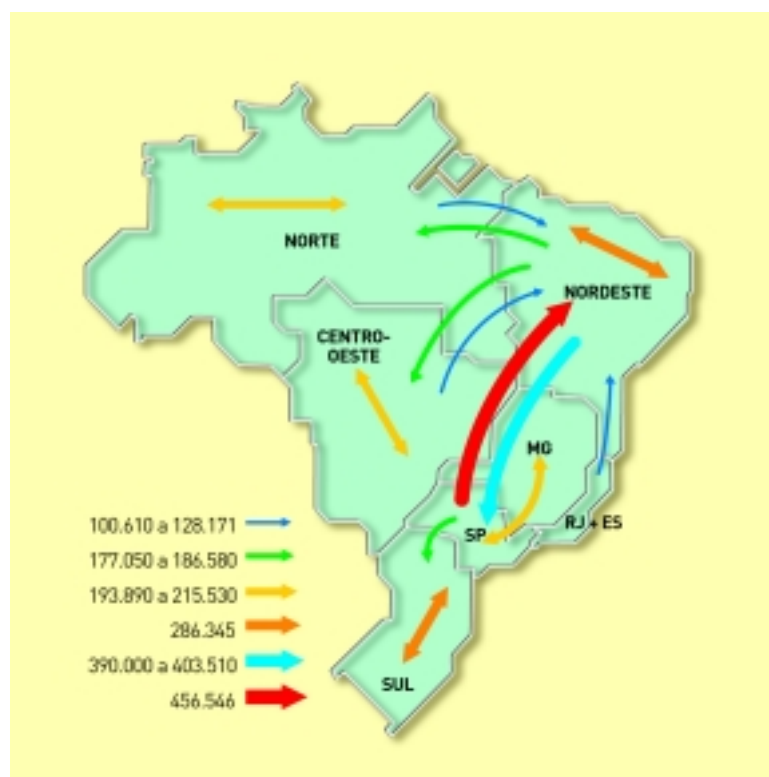 NORTE
NORDESTE
CENTRO-
OESTE
MG
RJ + ES
SP
SUL
100.610 a 128.171
177.050 a 186.580
193.890 a 215.530
286.345
390.000 a 403.510
456.546